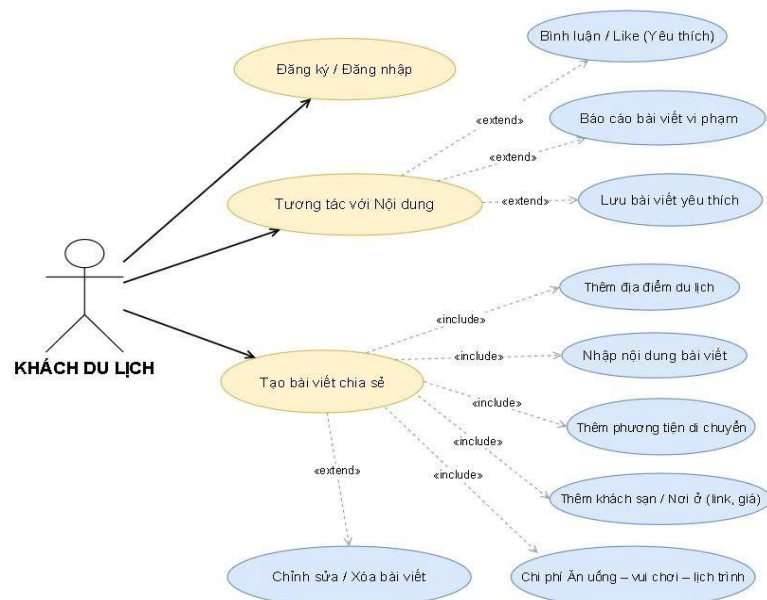 Bình luận / Like (Yêu thích)
Đăng ký / Đăng nhập
«extend»
Báo cáo bài viết vi phạm
«extend»
Tương tác với Nội dung
«extend»
Lưu bài viết yêu thích
Thêm địa điểm du lịch
«include»
KHÁCH DU LỊCH
«include»
Nhập nội dung bài viết
Tạo bài viết chia sẻ
«include»
Thêm phương tiện di chuyển
«include»
«extend»
«include»
Thêm khách sạn / Nơi ở (link, giá)
Chỉnh sửa / Xóa bài viết
Chi phí Ăn uống – vui chơi – lịch trình